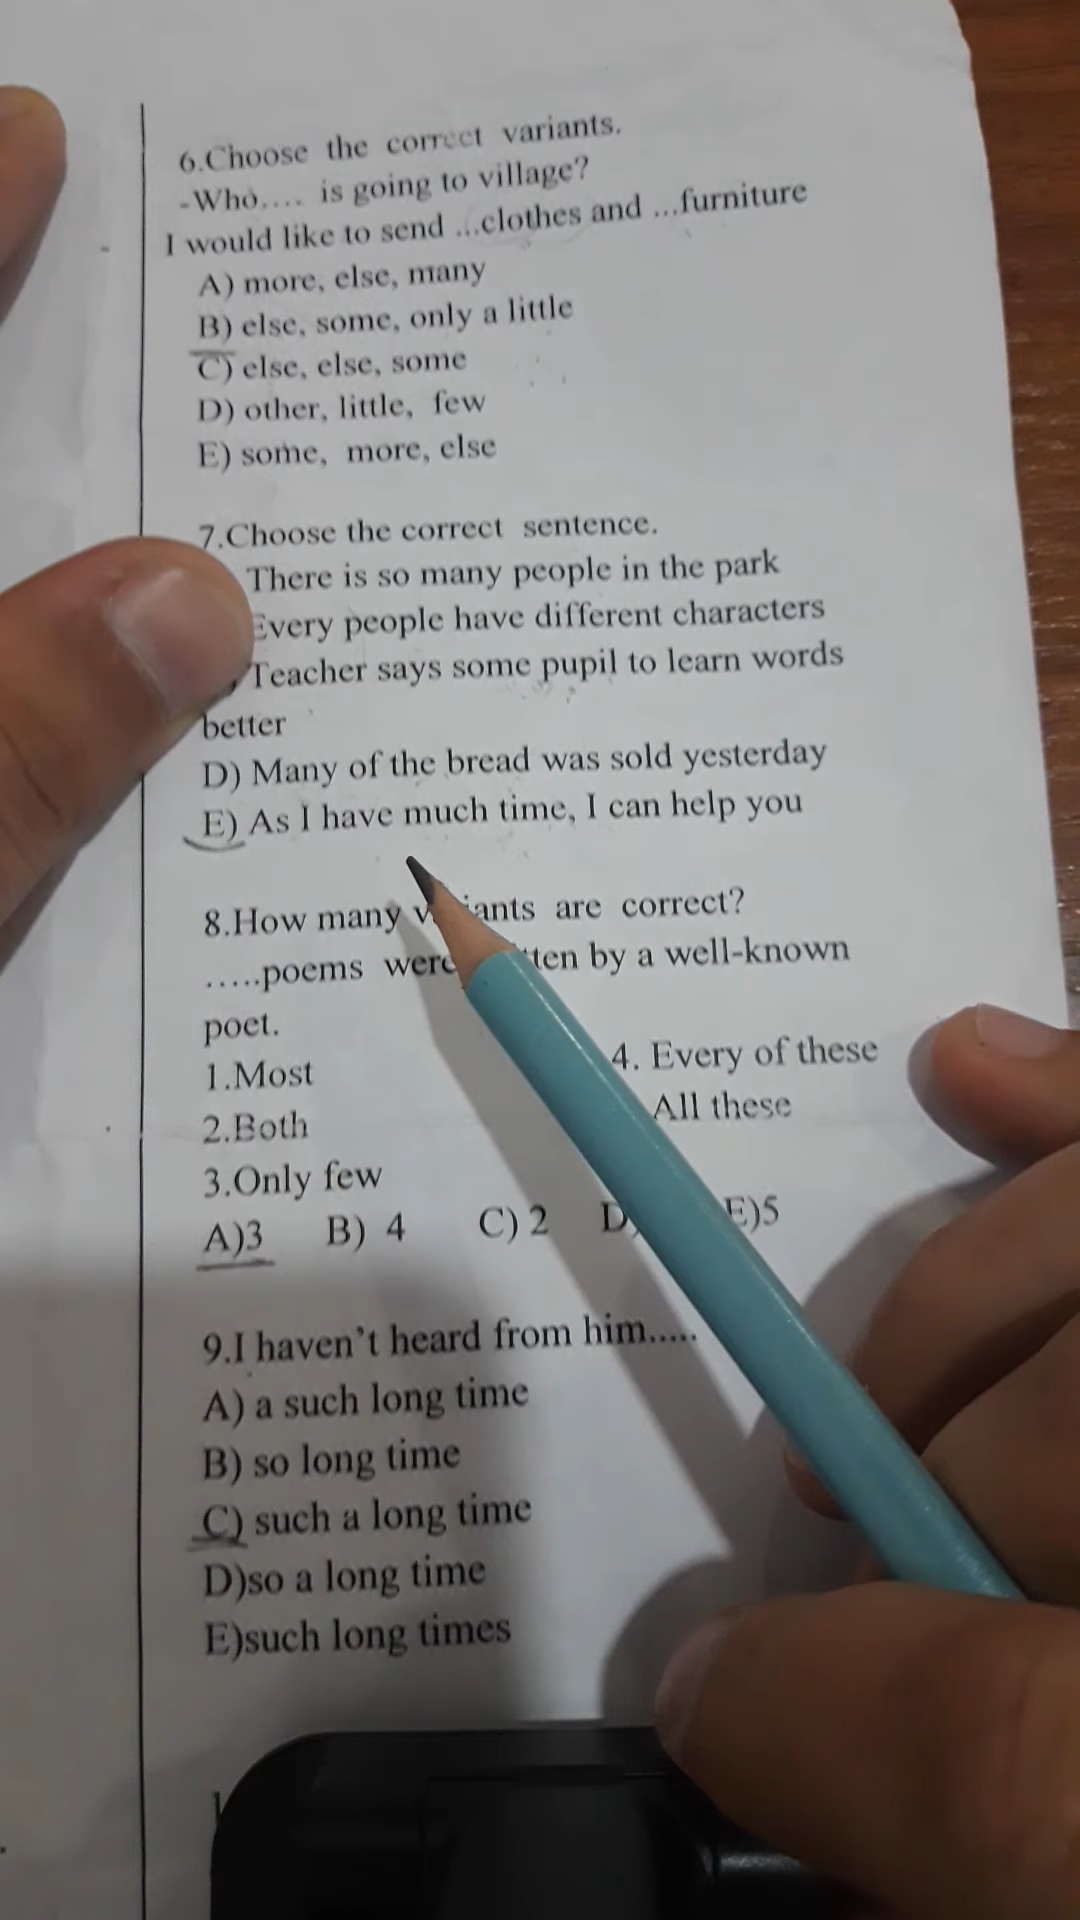 6.Choose the correct variants.
-Who.... is going to village?
I would like to send ...clothes and ...furniture
A) more, else, many
B) else, some, only a little
C) else, else, some
D) other, little, few
E) some, more, else
7.Choose the correct sentence.
There is so many people in the park
Every people have different characters
Teacher says some pupil to learn words
better
D) Many of the bread was sold yesterday
E) As I have much time, I can help you
8.How many are correct?
.....poems by a well-known
poet.
1.Most
4. Every of these
2.Both
All these
3.Only few
A)3 B) 4 C) 2 D) E)5
9.I haven't heard from him.....
A) a such long time
B) so long time
C) such a long time
D)so a long time
E)such long times